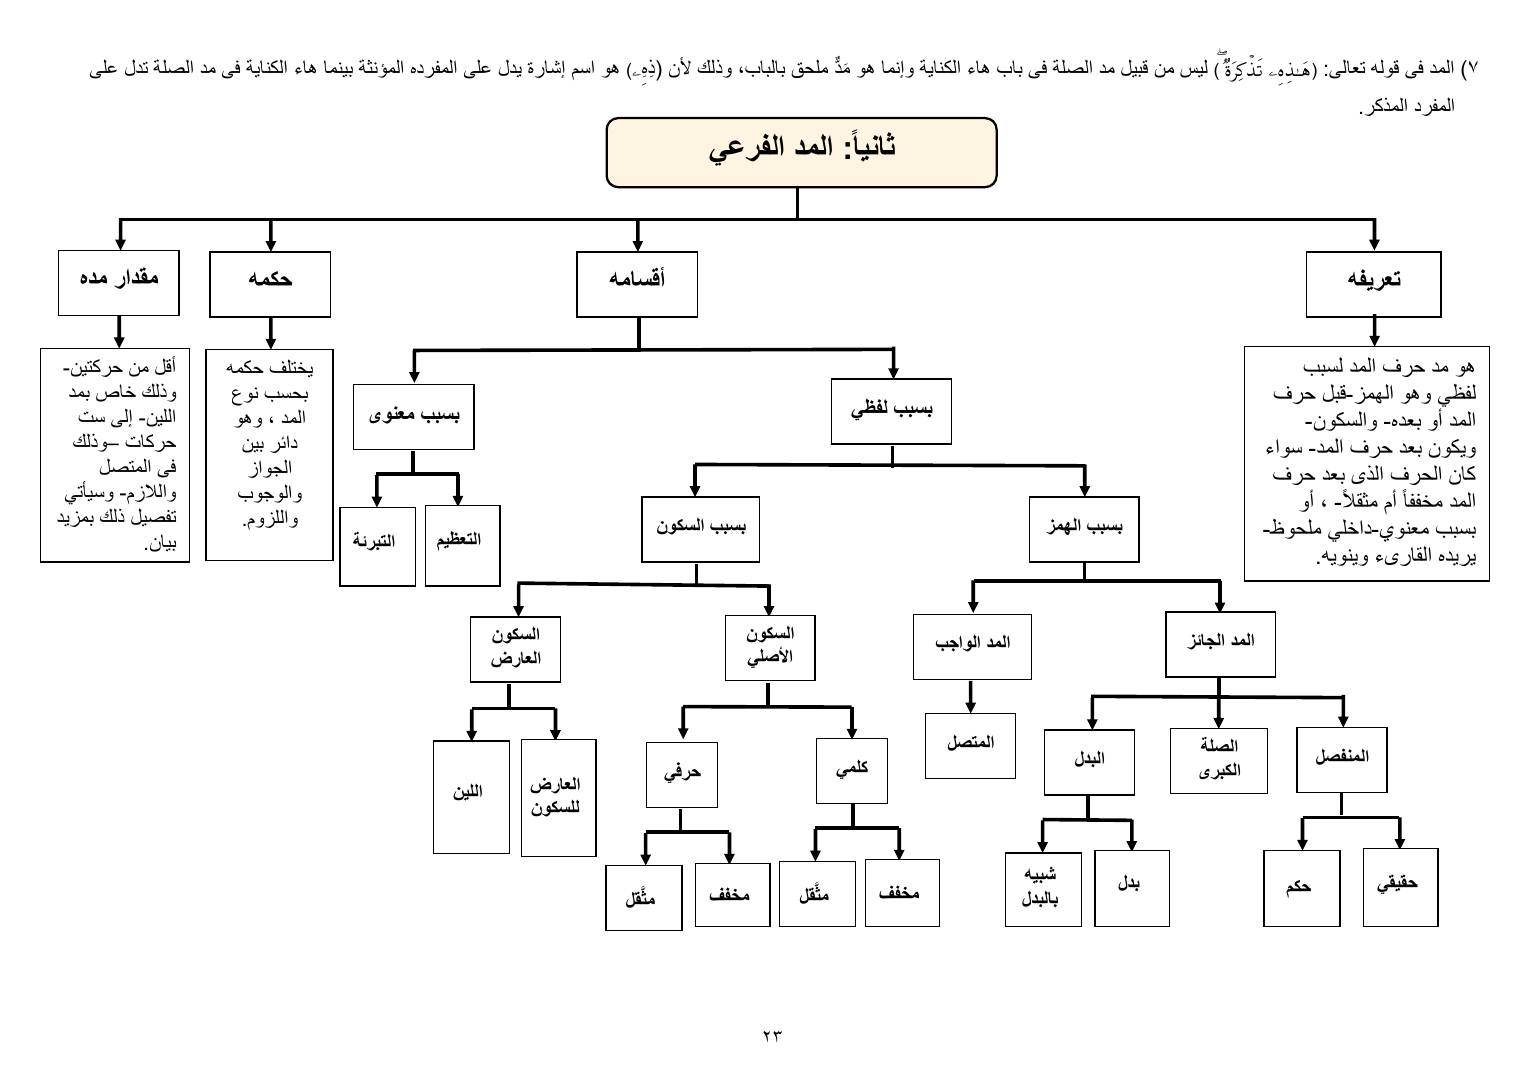 ٧) المد فى قوله تعالى: (هَـٰذِهِۦ تَذْكِرَةٌۖ) ليس من قبيل مد الصلة فى باب هاء الكناية وإنما هو مَدٌّ ملحق بالباب، وذلك لأن (ذِهِۦ) هو اسم إشارة يدل على المفرده المؤنثة بينما هاء الكناية فى مد الصلة تدل على
المفرد المذكر.
ثانياً: المد الفرعي
تعريفه
أقسامه
حكمه
مقدار مده
هو مد حرف المد لسبب
لفظي وهو الهمز-قبل حرف
المد أو بعده- والسكون-
ويكون بعد حرف المد- سواء
كان الحرف الذى بعد حرف
المد مخففاً أم مثقلاً- ، أو
بسبب معنوي-داخلي ملحوظ-
يريده القارىء وينويه.
يختلف حكمه
بحسب نوع
المد ، وهو
دائر بين
الجواز
والوجوب
واللزوم.
أقل من حركتين-
وذلك خاص بمد
اللين- إلى ست
حركات –وذلك
فى المتصل
واللازم- وسيأتي
تفصيل ذلك بمزيد
بيان.
بسبب لفظي
بسبب معنوى
بسبب الهمز
بسبب السكون
التعظيم
التبرئة
المد الجائز
المد الواجب
السكون
الأصلي
السكون
العارض
المنفصل
الصلة
الكبرى
البدل
المتصل
كلمي
حرفي
العارض
للسكون
اللين
حقيقي
حكم
بدل
شبيه
بالبدل
مخفف
مثَّقل
مخفف
مثَّقل
٢٣